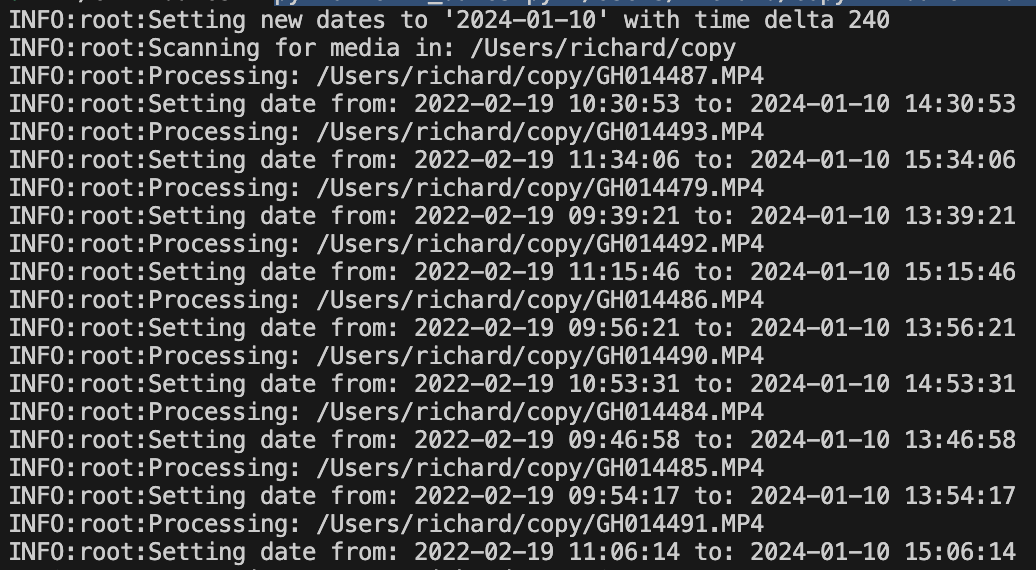 INFO:root:Setting new dates to '2024-01-10' with time delta 240
INFO:root:Scanning for media in: /Users/richard/copy
INFO:root:Processing: /Users/richard/copy/GH014487.MP4
INFO:root:Setting date from: 2022-02-19 10:30:53 to: 2024-01-10 14:30:53
INFO:root:Processing: /Users/richard/copy/GH014493.MP4
INFO:root:Setting date from: 2022-02-19 11:34:06 to: 2024-01-10 15:34:06
INFO:root:Processing: /Users/richard/copy/GH014479.MP4
INFO:root:Setting date from: 2022-02-19 09:39:21 to: 2024-01-10 13:39:21
INFO:root:Processing: /Users/richard/copy/GH014492.MP4
INFO:root:Setting date from: 2022-02-19 11:15:46 to: 2024-01-10 15:15:46
INFO:root:Processing: /Users/richard/copy/GH014486.MP4
INFO:root:Setting date from: 2022-02-19 09:56:21 to: 2024-01-10 13:56:21
INFO:root:Processing: /Users/richard/copy/GH014490.MP4
INFO:root:Setting date from: 2022-02-19 10:53:31 to: 2024-01-10 14:53:31
INFO:root:Processing: /Users/richard/copy/GH014484.MP4
INFO:root:Setting date from: 2022-02-19 09:46:58 to: 2024-01-10 13:46:58
INFO:root:Processing: /Users/richard/copy/GH014485.MP4
INFO:root:Setting date from: 2022-02-19 09:54:17 to: 2024-01-10 13:54:17
INFO:root:Processing: /Users/richard/copy/GH014491.MP4
INFO:root:Setting date from: 2022-02-19 11:06:14 to: 2024-01-10 15:06:14